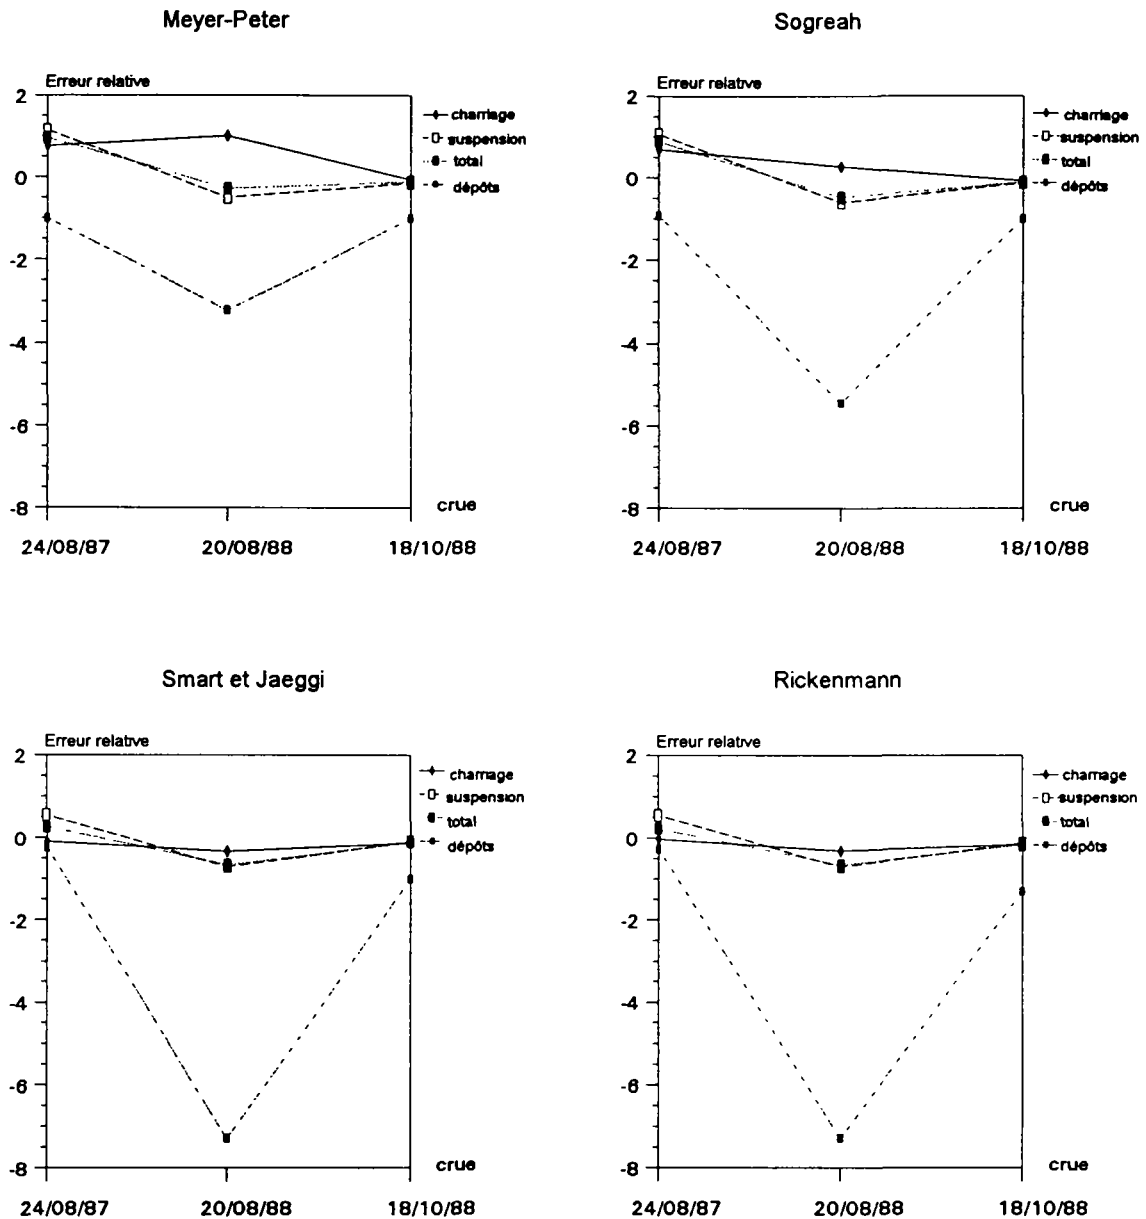 Meyer-Peter
Erreur relative
2
0
-2
-4
-6
-8
charriage
suspension
total
dépôts
crue
24/08/87
20/08/88
18/10/88
Sogreah
Erreur relative
2
0
-2
-4
-6
-8
charriage
suspension
total
dépôts
crue
24/08/87
20/08/88
18/10/88
Smart et Jaeggi
Erreur relative
2
0
-2
-4
-6
-8
charriage
suspension
total
dépôts
crue
24/08/87
20/08/88
18/10/88
Rickenmann
Erreur relative
2
0
-2
-4
-6
-8
charriage
suspension
total
dépôts
crue
24/08/87
20/08/88
18/10/88